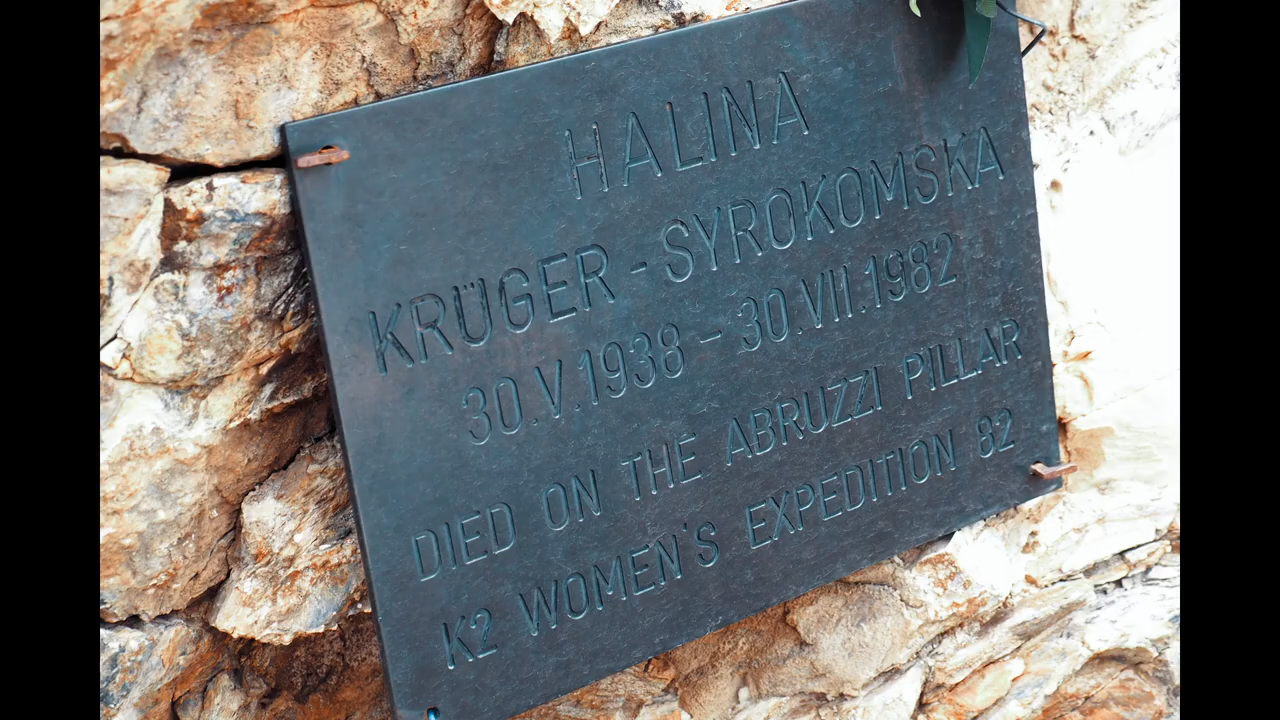 HALINA
KRÜGER - SYROKOMSKA
30.V.1938 – 30.VII.1982
DIED ON THE ABRUZZI PILLAR
K2 WOMEN'S EXPEDITION 82